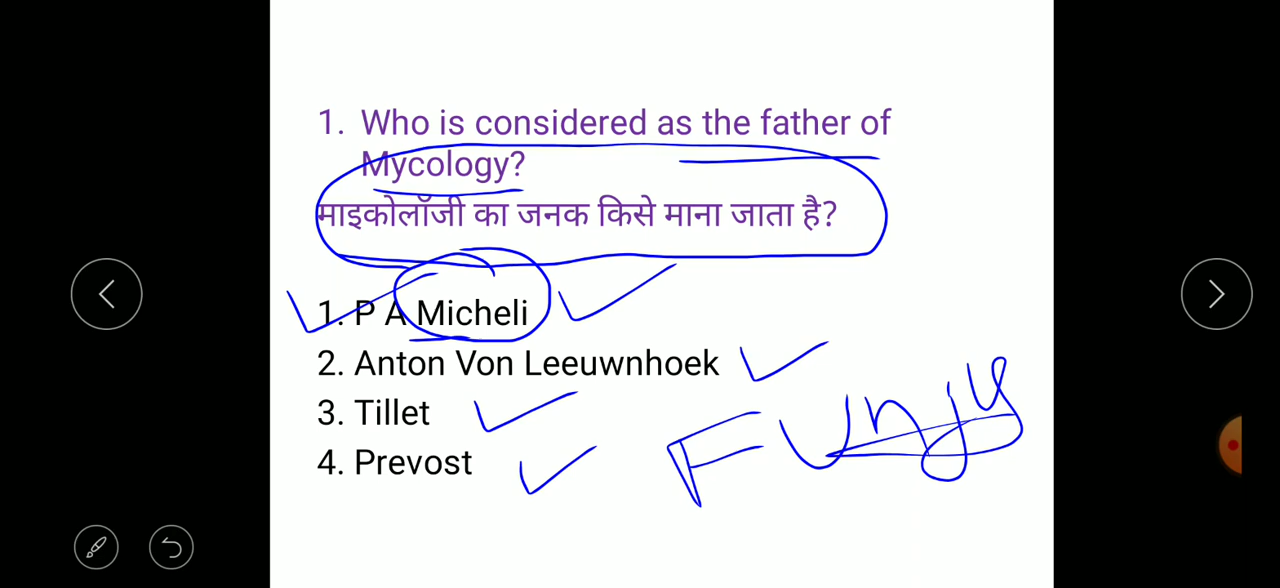 1. Who is considered as the father of
Mycology?
माइकोलॉजी का जनक किसे माना जाता है?
1. P A Micheli
2. Anton Von Leeuwnhoek
3. Tillet
4. Prevost